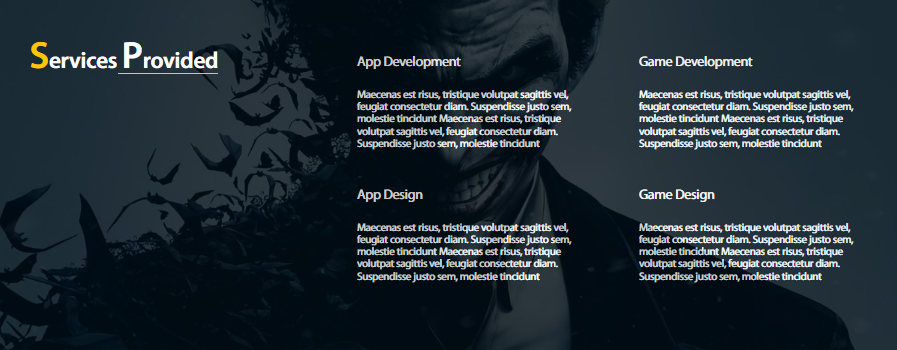 Services Provided
App Development
Maecenas est risus, tristique volutpat sagittis vel,
feugiat consectetur diam. Suspendisse justo sem,
molestie tincidunt Maecenas est risus, tristique
volutpat sagittis vel, feugiat consectetur diam.
Suspendisse justo sem, molestie tincidunt
Game Development
Maecenas est risus, tristique volutpat sagittis vel,
feugiat consectetur diam. Suspendisse justo sem,
molestie tincidunt Maecenas est risus, tristique
volutpat sagittis vel, feugiat consectetur diam.
Suspendisse justo sem, molestie tincidunt
App Design
Maecenas est risus, tristique volutpat sagittis vel,
feugiat consectetur diam. Suspendisse justo sem,
molestie tincidunt Maecenas est risus, tristique
volutpat sagittis vel, feugiat consectetur diam.
Suspendisse justo sem, molestie tincidunt
Game Design
Maecenas est risus, tristique volutpat sagittis vel,
feugiat consectetur diam. Suspendisse justo sem,
molestie tincidunt Maecenas est risus, tristique
volutpat sagittis vel, feugiat consectetur diam.
Suspendisse justo sem, molestie tincidunt